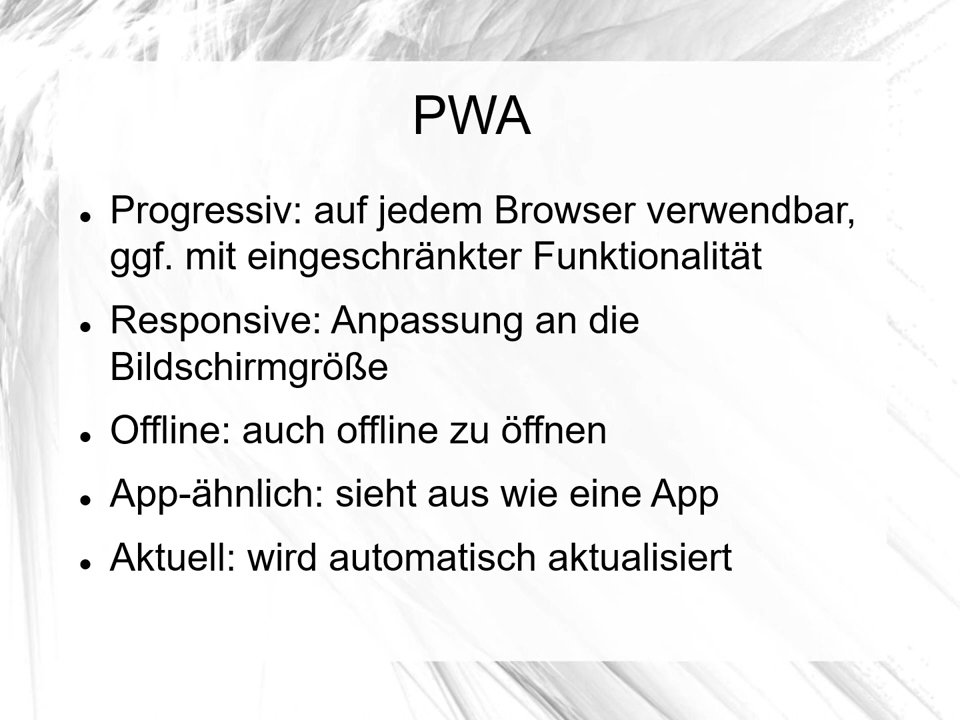 PWA
● Progressiv: auf jedem Browser verwendbar,
ggf. mit eingeschränkter Funktionalität
● Responsive: Anpassung an die
Bildschirmgröße
● Offline: auch offline zu öffnen
● App-ähnlich: sieht aus wie eine App
● Aktuell: wird automatisch aktualisiert